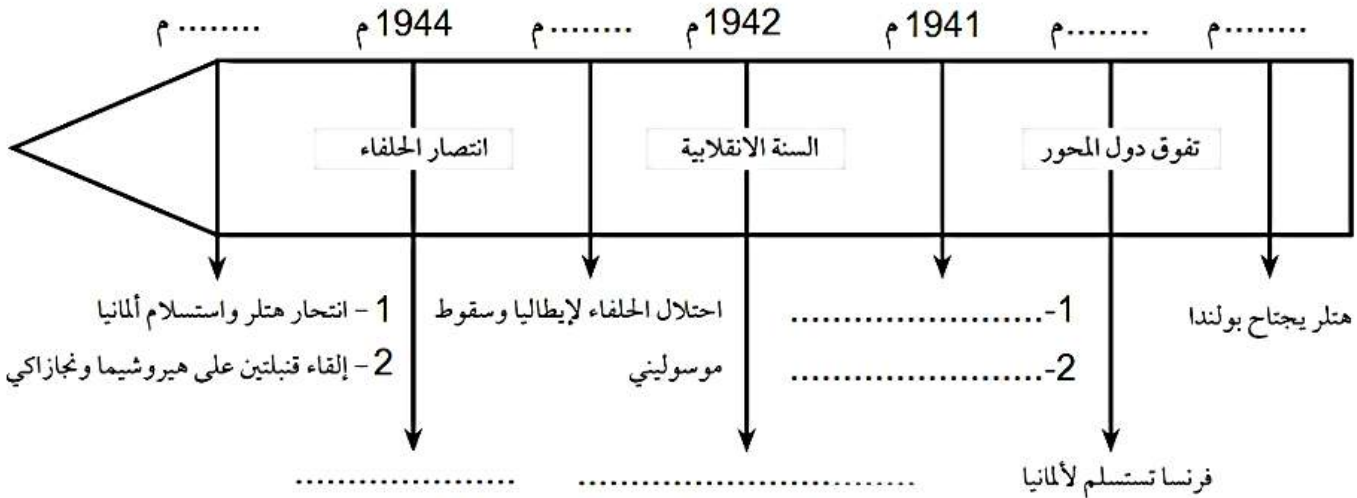 ........م ........م 1941م 1942م ........م 1944م ........ م
تفوق دول المحور السنة الانقلابية انتصار الحلفاء
هتلر يجتاح بولندا
1-........................
2-........................
احتلال الحلفاء لإيطاليا وسقوط
موسوليني
1 – انتحار هتلر واستسلام ألمانيا
2 – إلقاء قنبلتين على هيروشيما ونجازاكي
فرنسا تستسلم لألمانيا
................................
.....................